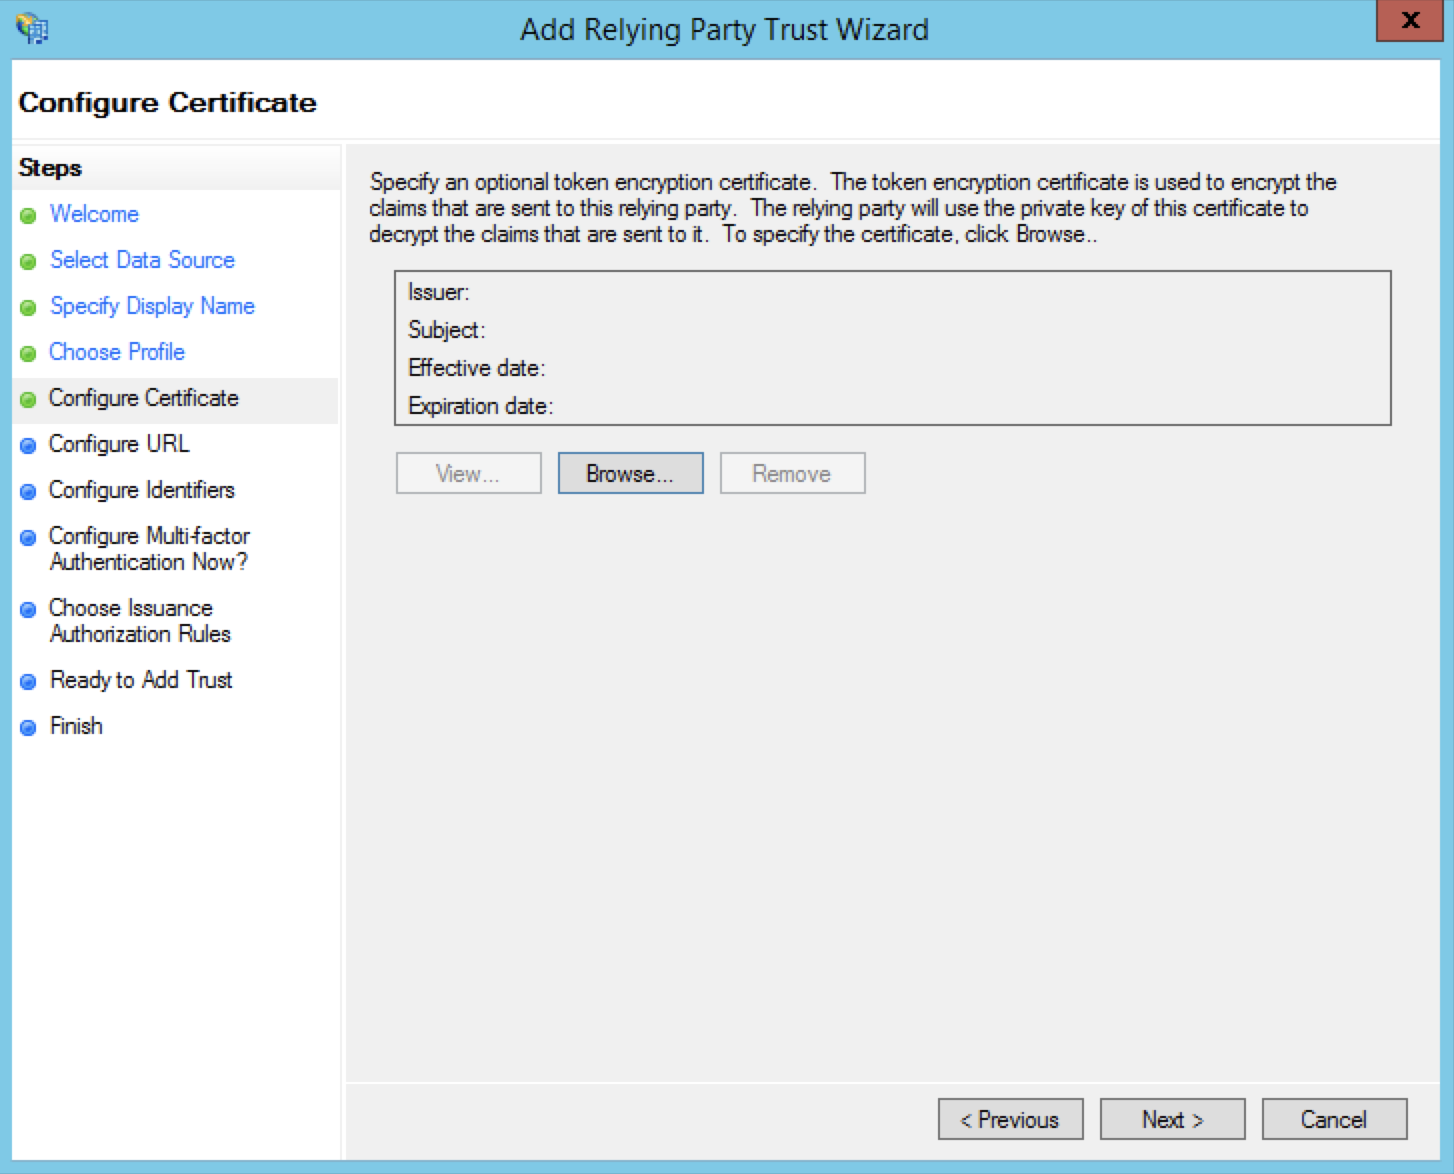 Add Relying Party Trust Wizard
X
Configure Certificate
Steps
Welcome
Select Data Source
Specify Display Name
Choose Profile
Configure Certificate
Configure URL
Configure Identifiers
Configure Multi-factor
Authentication Now?
Choose Issuance
Authorization Rules
Ready to Add Trust
Finish
Specify an optional token encryption certificate.  The token encryption certificate is used to encrypt the
claims that are sent to this relying party.  The relying party will use the private key of this certificate to
decrypt the claims that are sent to it.  To specify the certificate, click Browse..
Issuer:
Subject:
Effective date:
Expiration date:
View... Browse... Remove
< Previous Next > Cancel